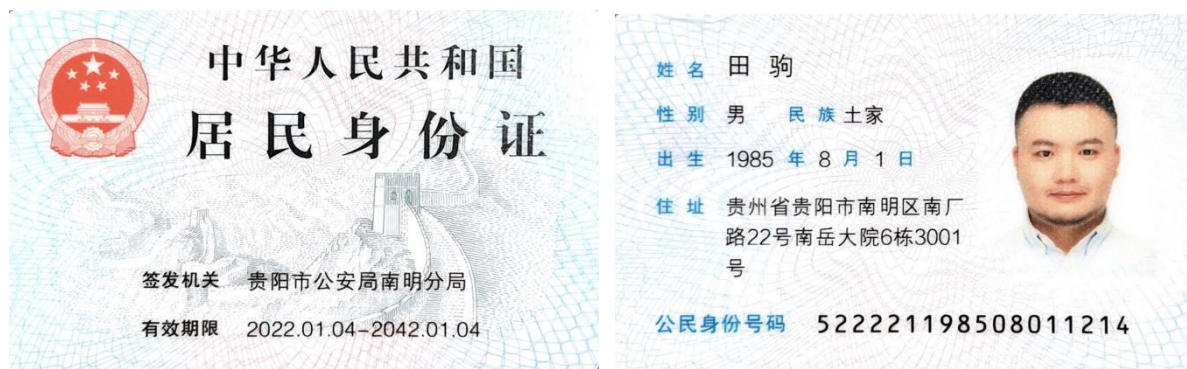 中华人民共和国
居民身份证
签发机关 贵阳市公安局南明分局
有效期限 2022.01.04-2042.01.04
姓名 田驹
性别 男 民族 土家
出生 1985 年 8 月 1 日
住址 贵州省贵阳市南明区南厂
路22号南岳大院6栋3001
号
公民身份号码 522221198508011214